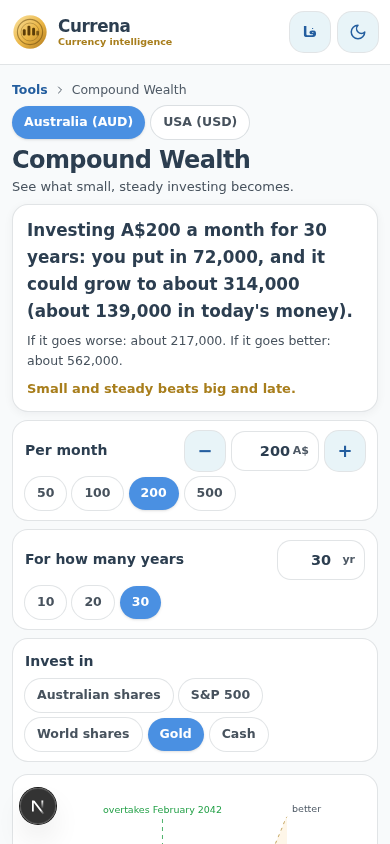 Currena
Currency intelligence
فا
Tools > Compound Wealth
Australia (AUD) USA (USD)
Compound Wealth
See what small, steady investing becomes.
Investing A$200 a month for 30
years: you put in 72,000, and it
could grow to about 314,000
(about 139,000 in today's money).
If it goes worse: about 217,000. If it goes better:
about 562,000.
Small and steady beats big and late.
Per month − 200 A$ +
50 100 200 500
For how many years 30 yr
10 20 30
Invest in
Australian shares S&P 500
World shares Gold Cash
N
overtakes February 2042 better